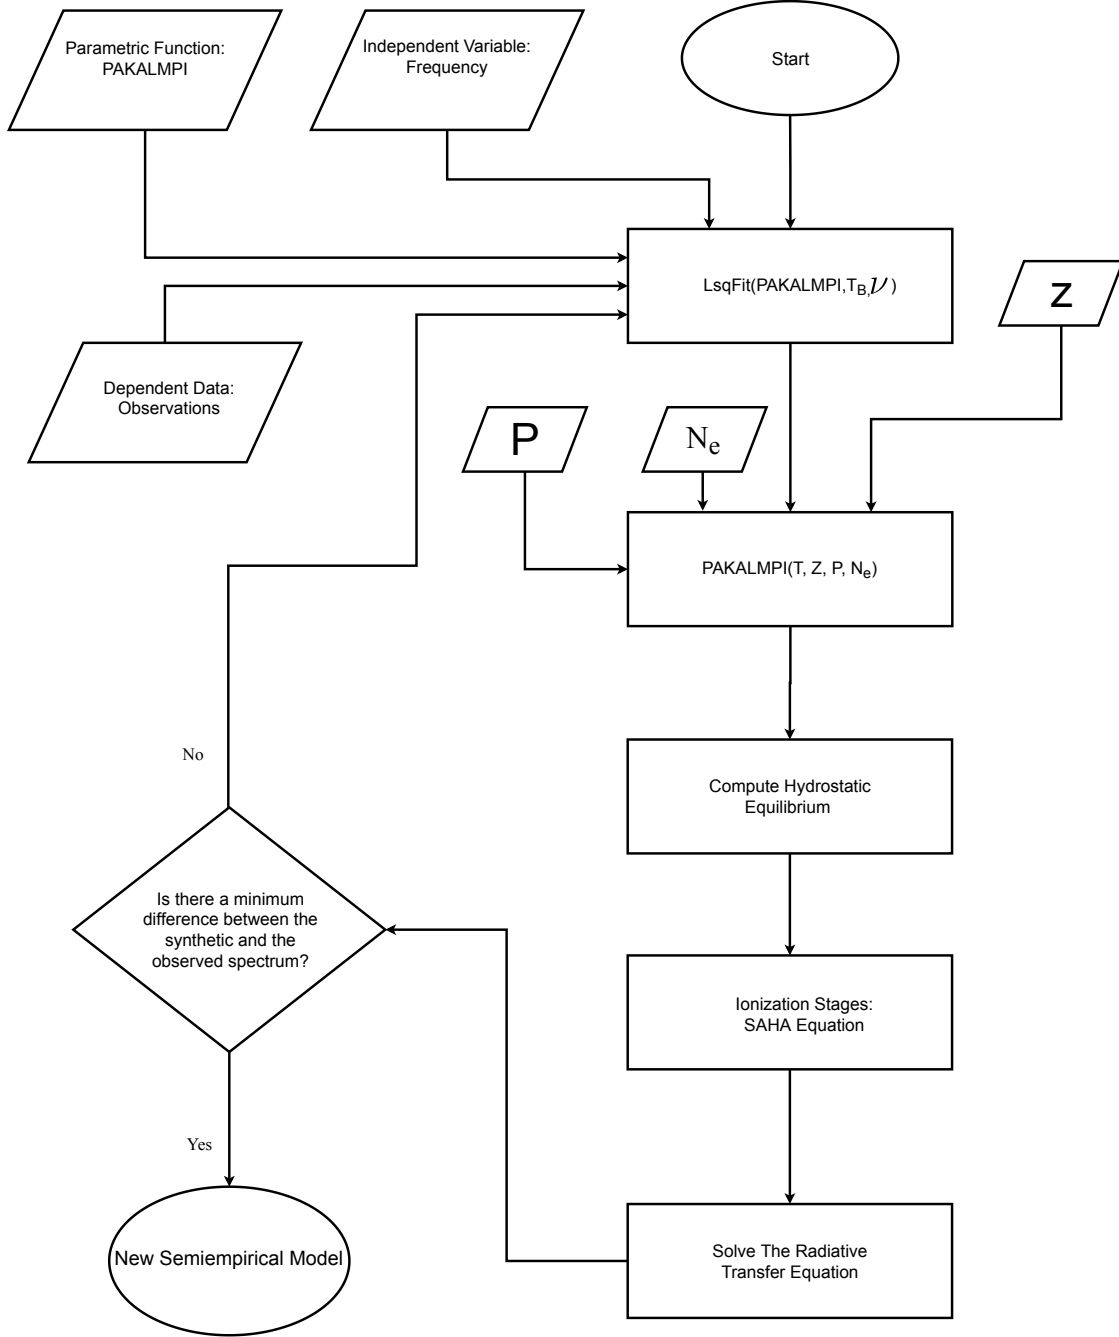 Parametric Function:
PAKALMPI
Independent Variable:
Frequency
Start
LsqFit(PAKALMPI,T_B,ν)
z
Dependent Data:
Observations
P
N_e
PAKALMPI(T, Z, P, N_e)
No
Compute Hydrostatic
Equilibrium
Is there a minimum
difference between the
synthetic and the
observed spectrum?
Ionization Stages:
SAHA Equation
Yes
New Semiempirical Model
Solve The Radiative
Transfer Equation